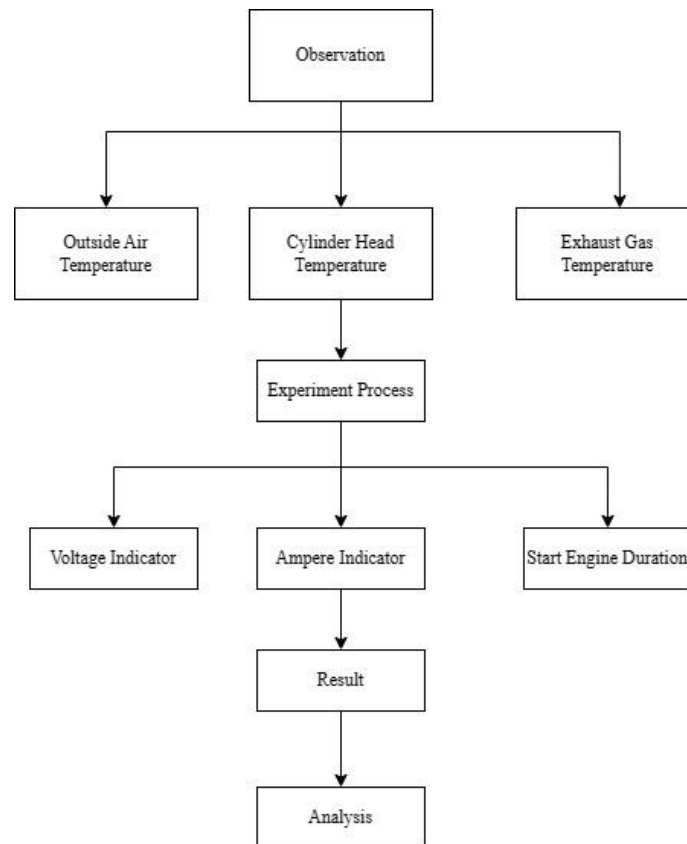 Observation
Outside Air
Temperature
Cylinder Head
Temperature
Exhaust Gas
Temperature
Experiment Process
Voltage Indicator
Ampere Indicator
Start Engine Duration
Result
Analysis